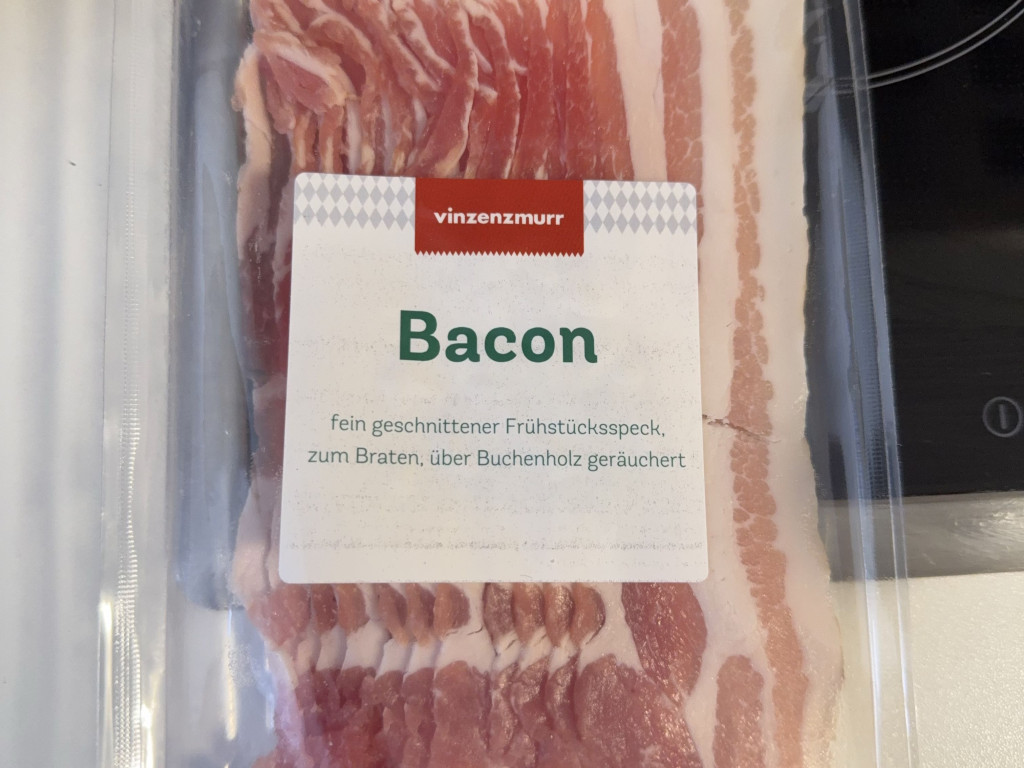 vinzenzmurr
Bacon
fein geschnittener Frühstücksspeck,
zum Braten, über Buchenholz geräuchert